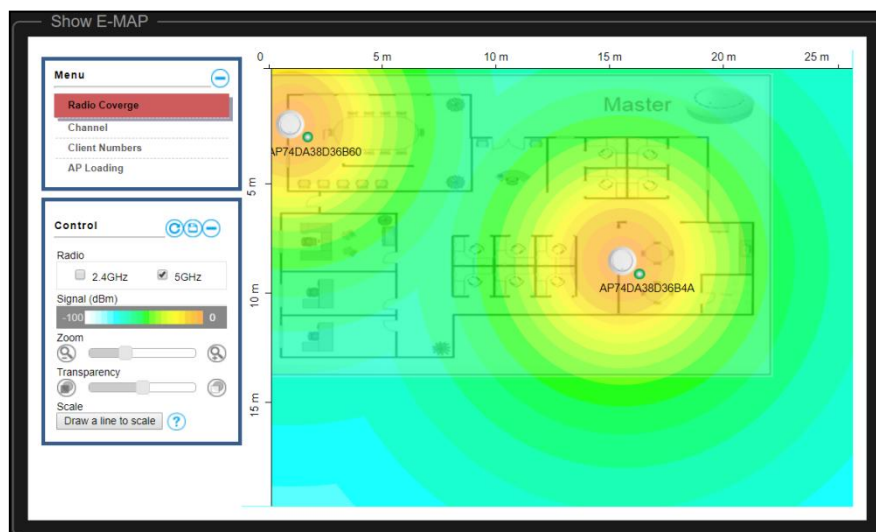 Show E-MAP
Menu
Radio Coverge
Channel
Client Numbers
AP Loading
Control
Radio
2.4GHz 5GHz
Signal (dBm)
-100 0
Zoom
Transparency
Scale
Draw a line to scale ?
0 5 m 10 m 15 m 20 m 25 m
5 m
10 m
15 m
Master
AP74DA38D36B60
AP74DA38D36B4A